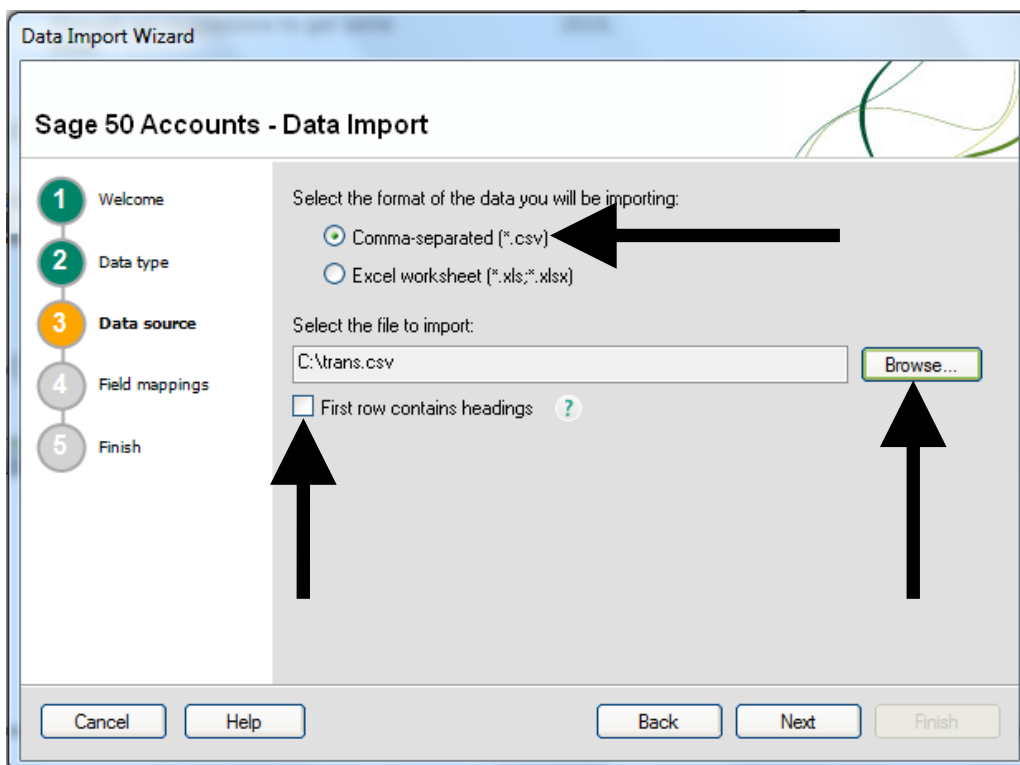 Data Import Wizard
Sage 50 Accounts - Data Import
1 Welcome
2 Data type
3 Data source
4 Field mappings
5 Finish
Select the format of the data you will be importing:
Comma-separated (*.csv)
Excel worksheet (*.xls;*.xlsx)
Select the file to import:
C:\trans.csv Browse...
First row contains headings ?
Cancel Help Back Next Finish